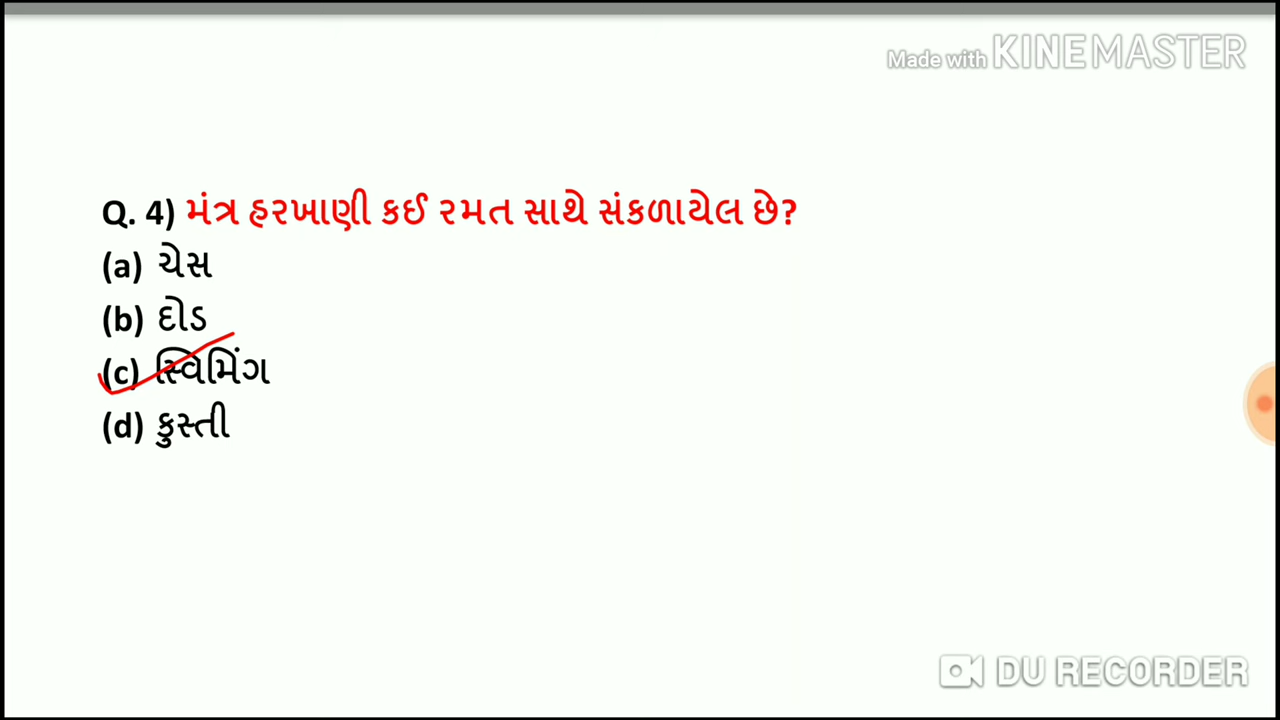 Made with KINEMASTER
Q. 4) મંત્ર હરખાણી કઈ રમત સાથે સંકળાયેલ છે?
(a) ચેસ
(b) દોડ
(c) સ્વિમિંગ
(d) કુસ્તી
DU RECORDER